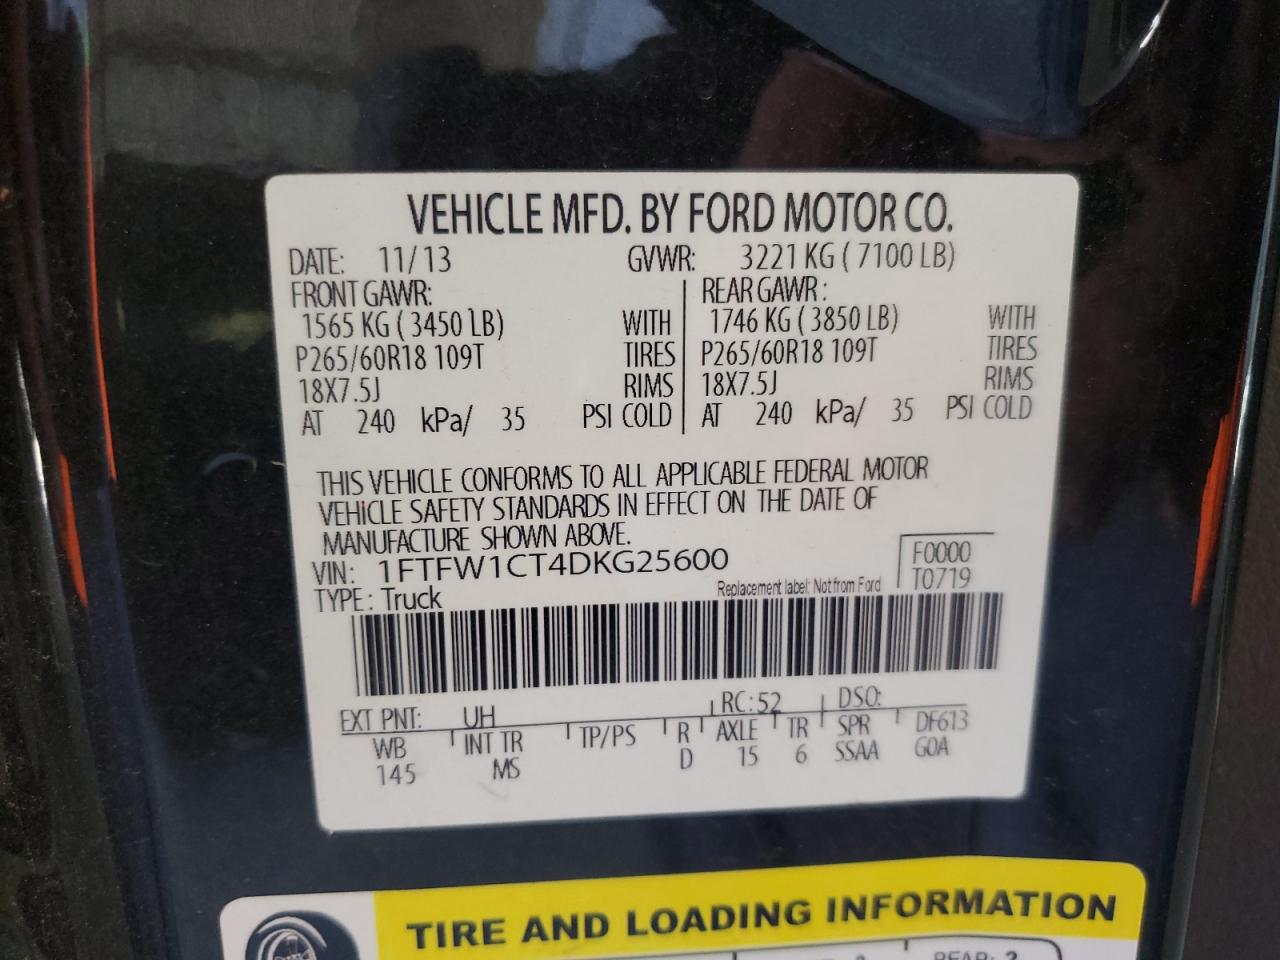 VEHICLE MFD. BY FORD MOTOR CO.
DATE: 11/13 GVWR: 3221 KG ( 7100 LB)
FRONT GAWR: REAR GAWR :
1565 KG ( 3450 LB) WITH 1746 KG ( 3850 LB) WITH
P265/60R18 109T TIRES P265/60R18 109T TIRES
18X7.5J RIMS 18X7.5J RIMS
AT 240 kPa/ 35 PSI COLD AT 240 kPa/ 35 PSI COLD
THIS VEHICLE CONFORMS TO ALL APPLICABLE FEDERAL MOTOR
VEHICLE SAFETY STANDARDS IN EFFECT ON THE DATE OF
MANUFACTURE SHOWN ABOVE.
VIN: 1FTFW1CT4DKG25600 F0000
TYPE: Truck Replacement label: Not from Ford T0719
EXT PNT: UH RC: 52 DSO:
WB INT TR TP/PS R AXLE TR SPR DF613
145 MS D 15 6 SSAA GOA
TIRE AND LOADING INFORMATION
REAR: 2